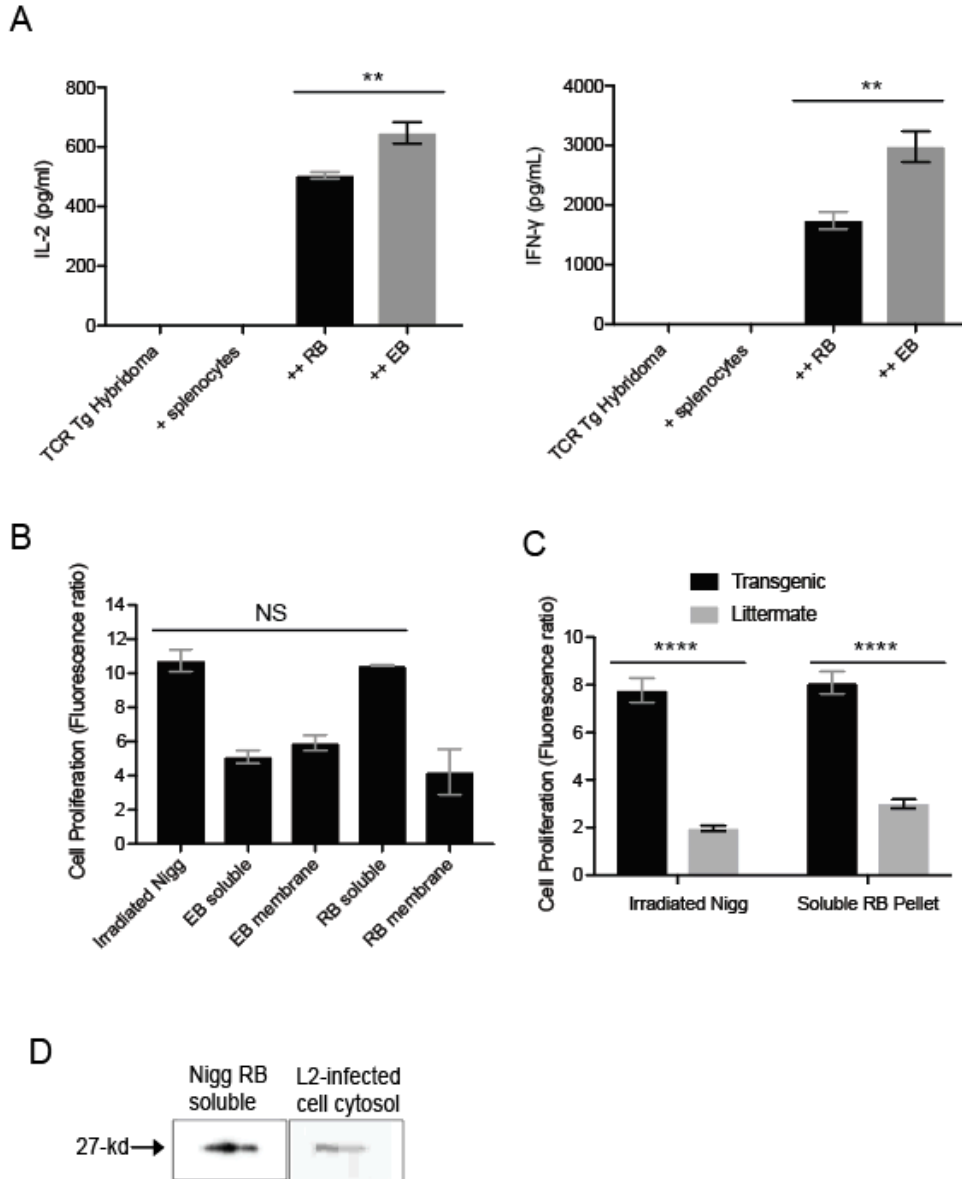 A
**
800
600
400
200
0
IL-2 (pg/ml)
TCR Tg Hybridoma
+ splenocytes
++ RB
++ EB
**
4000
3000
2000
1000
0
IFN-γ (pg/mL)
TCR Tg Hybridoma
+ splenocytes
++ RB
++ EB
B
NS
14
12
10
8
6
4
2
0
Cell Proliferation (Fluorescence ratio)
Irradiated Nigg
EB soluble
EB membrane
RB soluble
RB membrane
C
Transgenic
Littermate
**** ****
10
8
6
4
2
0
Cell Proliferation (Fluorescence ratio)
Irradiated Nigg
Soluble RB Pellet
D
Nigg RB
soluble
L2-infected
cell cytosol
27-kd